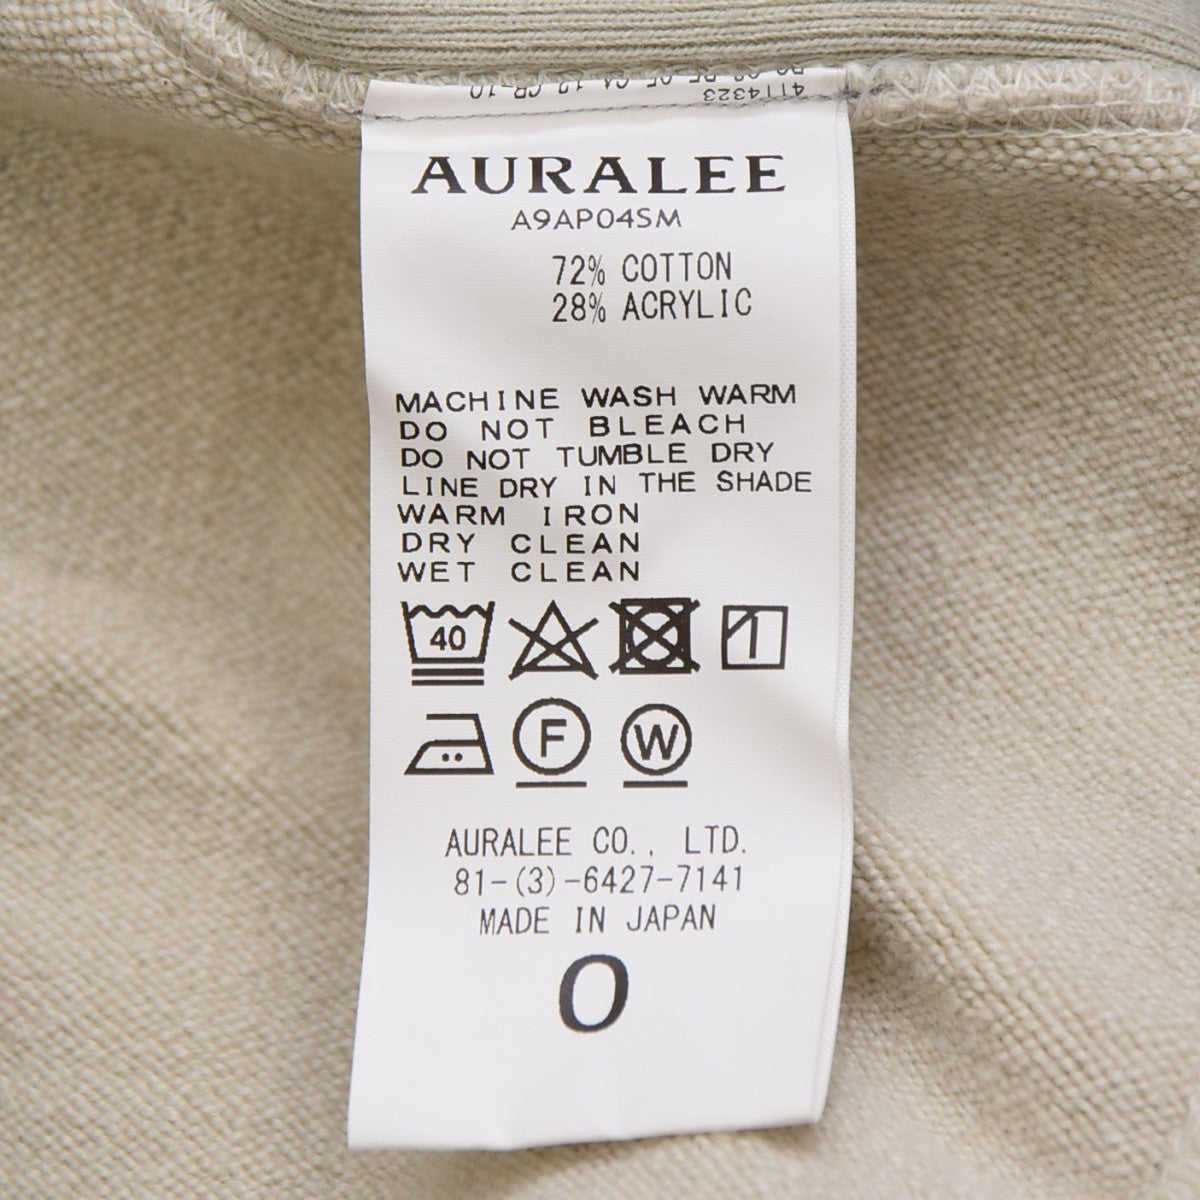 4114323
AURALEE
A9AP04SM
72% COTTON
28% ACRYLIC
MACHINE WASH WARM
DO NOT BLEACH
DO NOT TUMBLE DRY
LINE DRY IN THE SHADE
WARM IRON
DRY CLEAN
WET CLEAN
40
F W
AURALEE CO., LTD.
81-(3)-6427-7141
MADE IN JAPAN
0